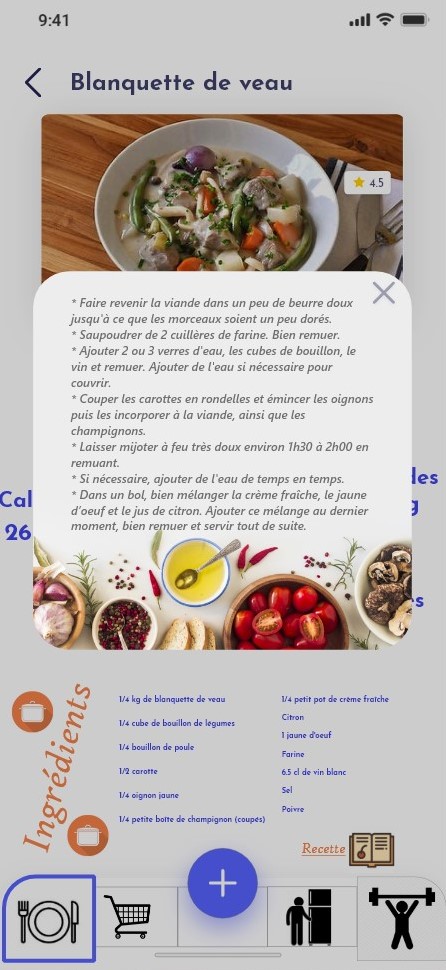 9:41
Blanquette de veau
4.5
* Faire revenir la viande dans un peu de beurre doux
jusqu'à ce que les morceaux soient un peu dorés.
* Saupoudrer de 2 cuillères de farine. Bien remuer.
* Ajouter 2 ou 3 verres d'eau, les cubes de bouillon, le
vin et remuer. Ajouter de l'eau si nécessaire pour
couvrir.
* Couper les carottes en rondelles et émincer les oignons
puis les incorporer à la viande, ainsi que les
champignons.
* Laisser mijoter à feu très doux environ 1h30 à 2h00 en
remuant.
* Si nécessaire, ajouter de l'eau de temps en temps.
* Dans un bol, bien mélanger la crème fraîche, le jaune
d'oeuf et le jus de citron. Ajouter ce mélange au dernier
moment, bien remuer et servir tout de suite.
Cal
26
des
g
es
Ingrédients
1/4 kg de blanquette de veau
1/4 cube de bouillon de légumes
1/4 bouillon de poule
1/2 carotte
1/4 oignon jaune
1/4 petite boîte de champignon (coupés)
1/4 petit pot de crème fraîche
Citron
1 jaune d'oeuf
Farine
6.5 cl de vin blanc
Sel
Poivre
Recette